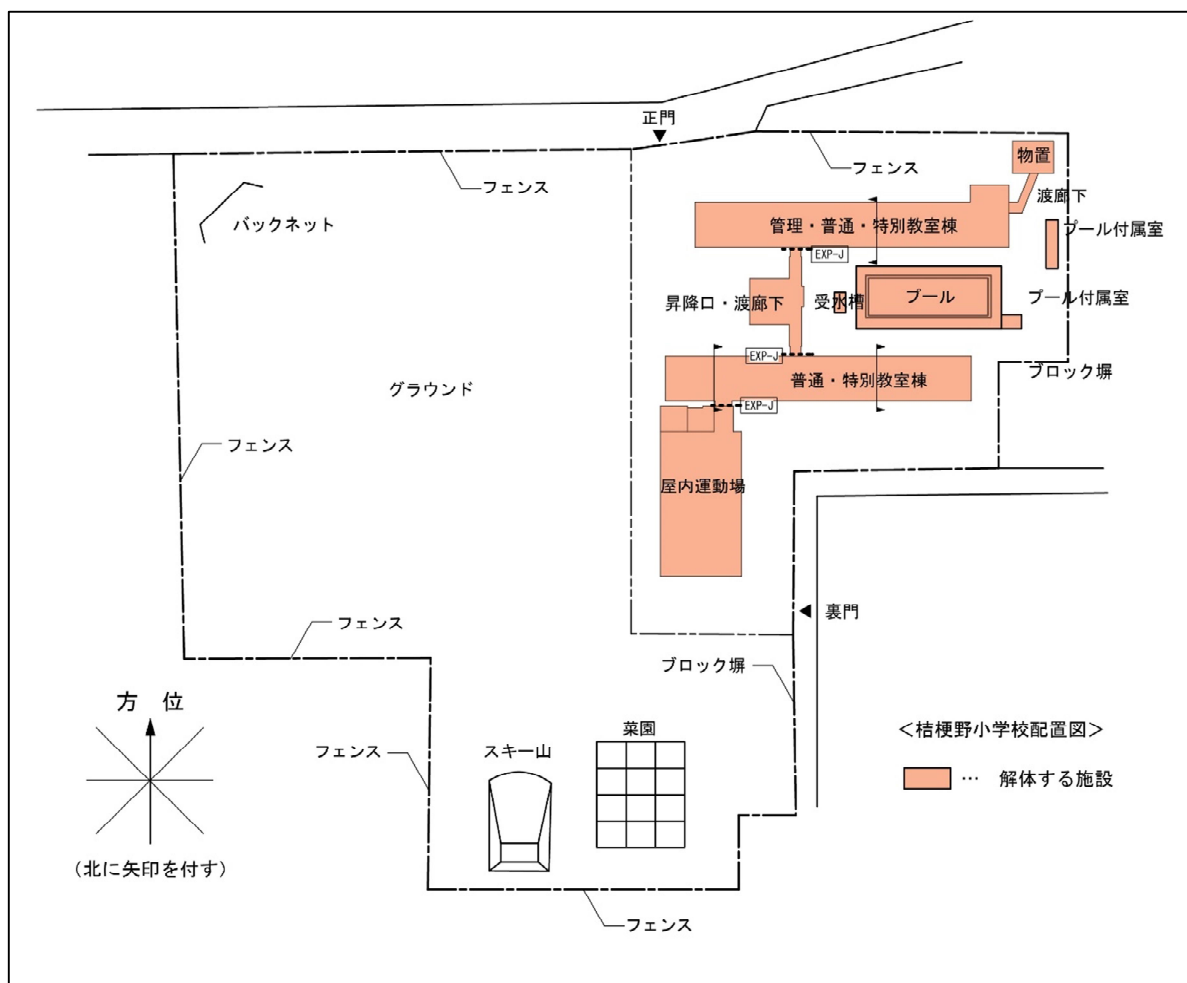 正門
フェンス
フェンス
物置
渡廊下
バックネット
管理・普通・特別教室棟
プール付属室
EXP-J
昇降口・渡廊下
受水槽
プール
プール付属室
EXP-J
ブロック塀
普通・特別教室棟
グラウンド
EXP-J
フェンス
屋内運動場
裏門
フェンス
ブロック塀
方 位
菜園
<桔梗野小学校配置図>
フェンス
スキー山
… 解体する施設
(北に矢印を付す)
フェンス